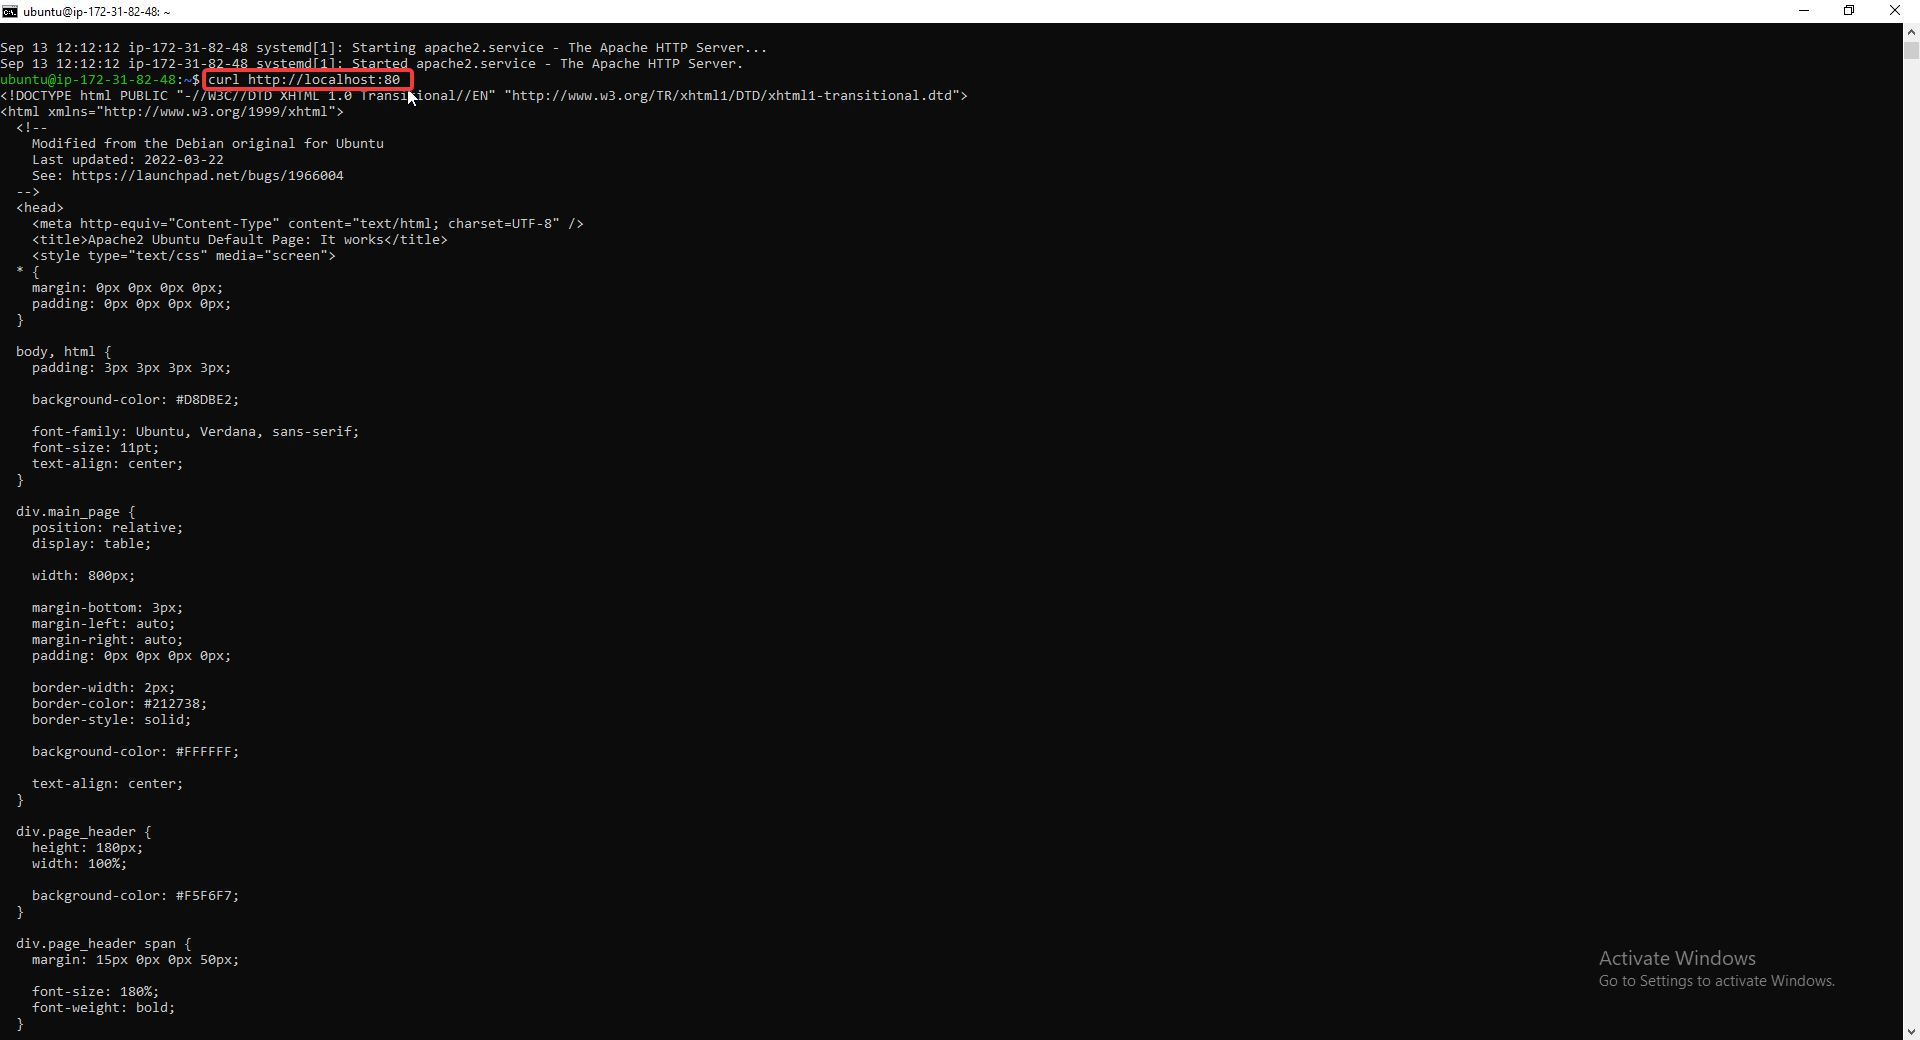 ubuntu@ip-172-31-82-48: ~
Sep 13 12:12:12 ip-172-31-82-48 systemd[1]: Starting apache2.service - The Apache HTTP Server...
Sep 13 12:12:12 ip-172-31-82-48 systemd[1]: Started apache2.service - The Apache HTTP Server.
ubuntu@ip-172-31-82-48:~$ curl http://localhost:80
<!DOCTYPE html PUBLIC "-//W3C//DTD XHTML 1.0 Transitional//EN" "http://www.w3.org/TR/xhtml1/DTD/xhtml1-transitional.dtd">
<html xmlns="http://www.w3.org/1999/xhtml">
  <!--
    Modified from the Debian original for Ubuntu
    Last updated: 2022-03-22
    See: https://launchpad.net/bugs/1966004
  -->
  <head>
    <meta http-equiv="Content-Type" content="text/html; charset=UTF-8" />
    <title>Apache2 Ubuntu Default Page: It works</title>
    <style type="text/css" media="screen">
  * {
    margin: 0px 0px 0px 0px;
    padding: 0px 0px 0px 0px;
  }
  body, html {
    padding: 3px 3px 3px 3px;
    background-color: #D8DBE2;
    font-family: Ubuntu, Verdana, sans-serif;
    font-size: 11pt;
    text-align: center;
  }
  div.main_page {
    position: relative;
    display: table;
    width: 800px;
    margin-bottom: 3px;
    margin-left: auto;
    margin-right: auto;
    padding: 0px 0px 0px 0px;
    border-width: 2px;
    border-color: #212738;
    border-style: solid;
    background-color: #FFFFFF;
    text-align: center;
  }
  div.page_header {
    height: 180px;
    width: 100%;
    background-color: #F5F6F7;
  }
  div.page_header span {
    margin: 15px 0px 0px 50px;
    font-size: 180%;
    font-weight: bold;
  }
Activate Windows
Go to Settings to activate Windows.